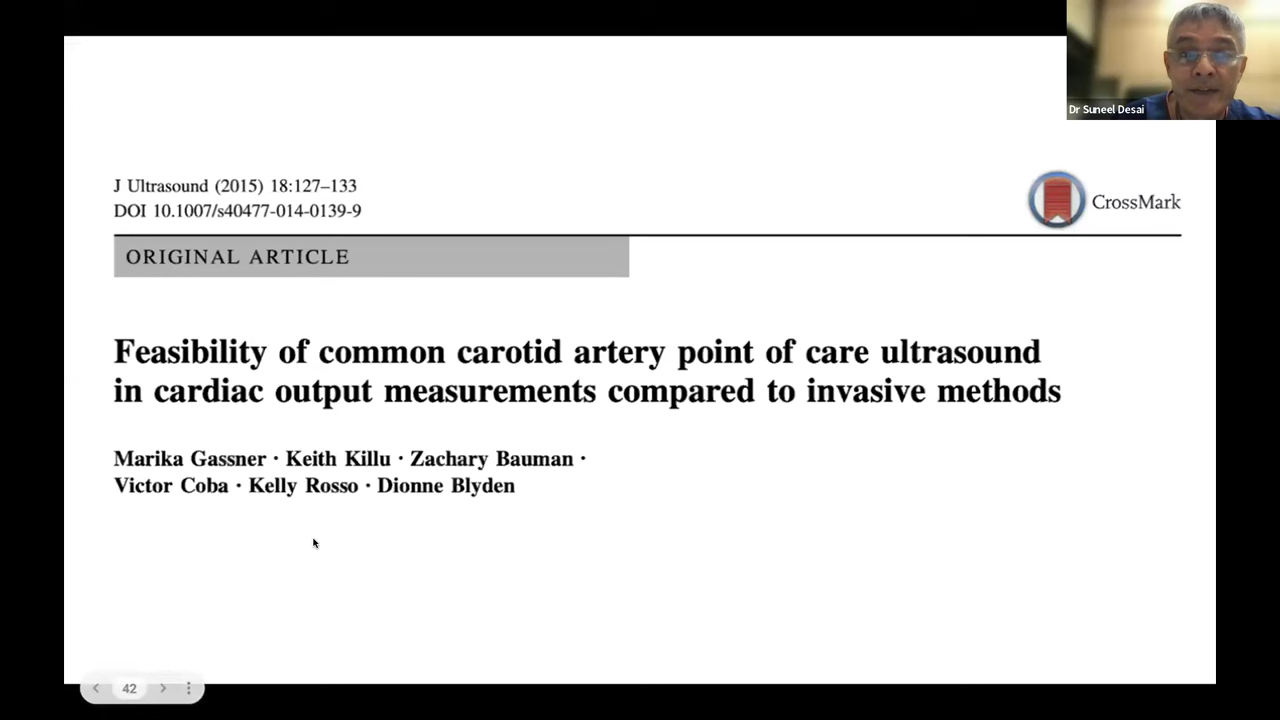 Dr Suneel Desai
J Ultrasound (2015) 18:127–133
DOI 10.1007/s40477-014-0139-9
CrossMark
ORIGINAL ARTICLE
Feasibility of common carotid artery point of care ultrasound
in cardiac output measurements compared to invasive methods
Marika Gassner · Keith Killu · Zachary Bauman ·
Victor Coba · Kelly Rosso · Dionne Blyden
42